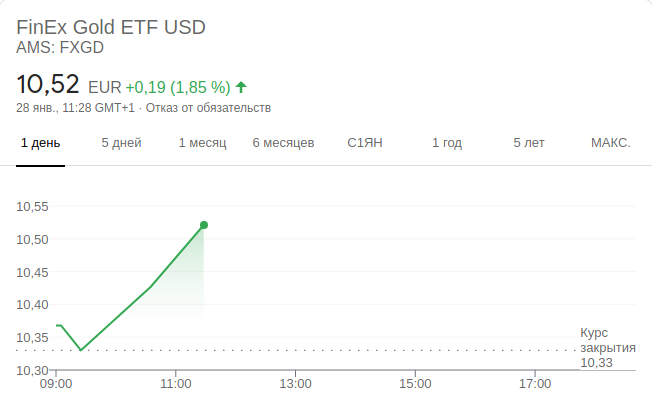 FinEx Gold ETF USD
AMS: FXGD
10,52 EUR +0,19 (1,85 %)
28 янв., 11:28 GMT+1 · Отказ от обязательств
1 день 5 дней 1 месяц 6 месяцев С1ЯН 1 год 5 лет МАКС.
10,55
10,50
10,45
10,40
10,35
10,30
Курс
закрытия
10,33
09:00 11:00 13:00 15:00 17:00